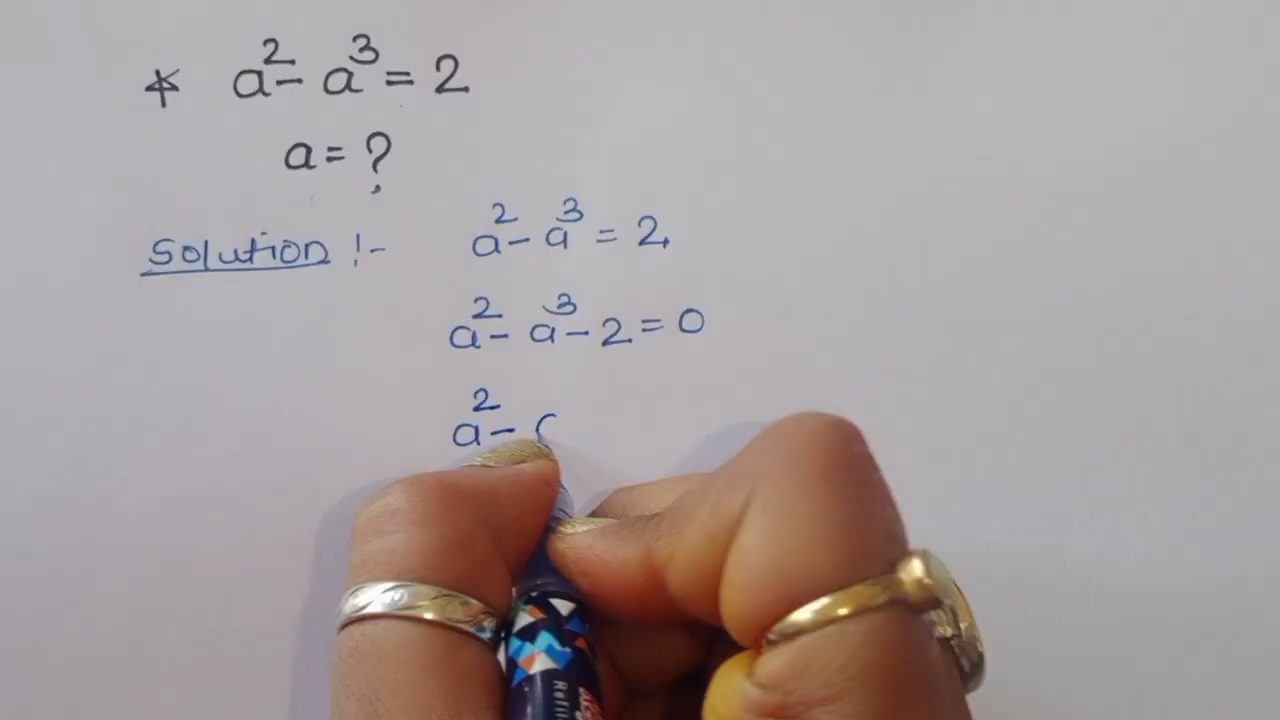 * a² - a³ = 2
a = ?
Solution :- a² - a³ = 2
a² - a³ - 2 = 0
a² -